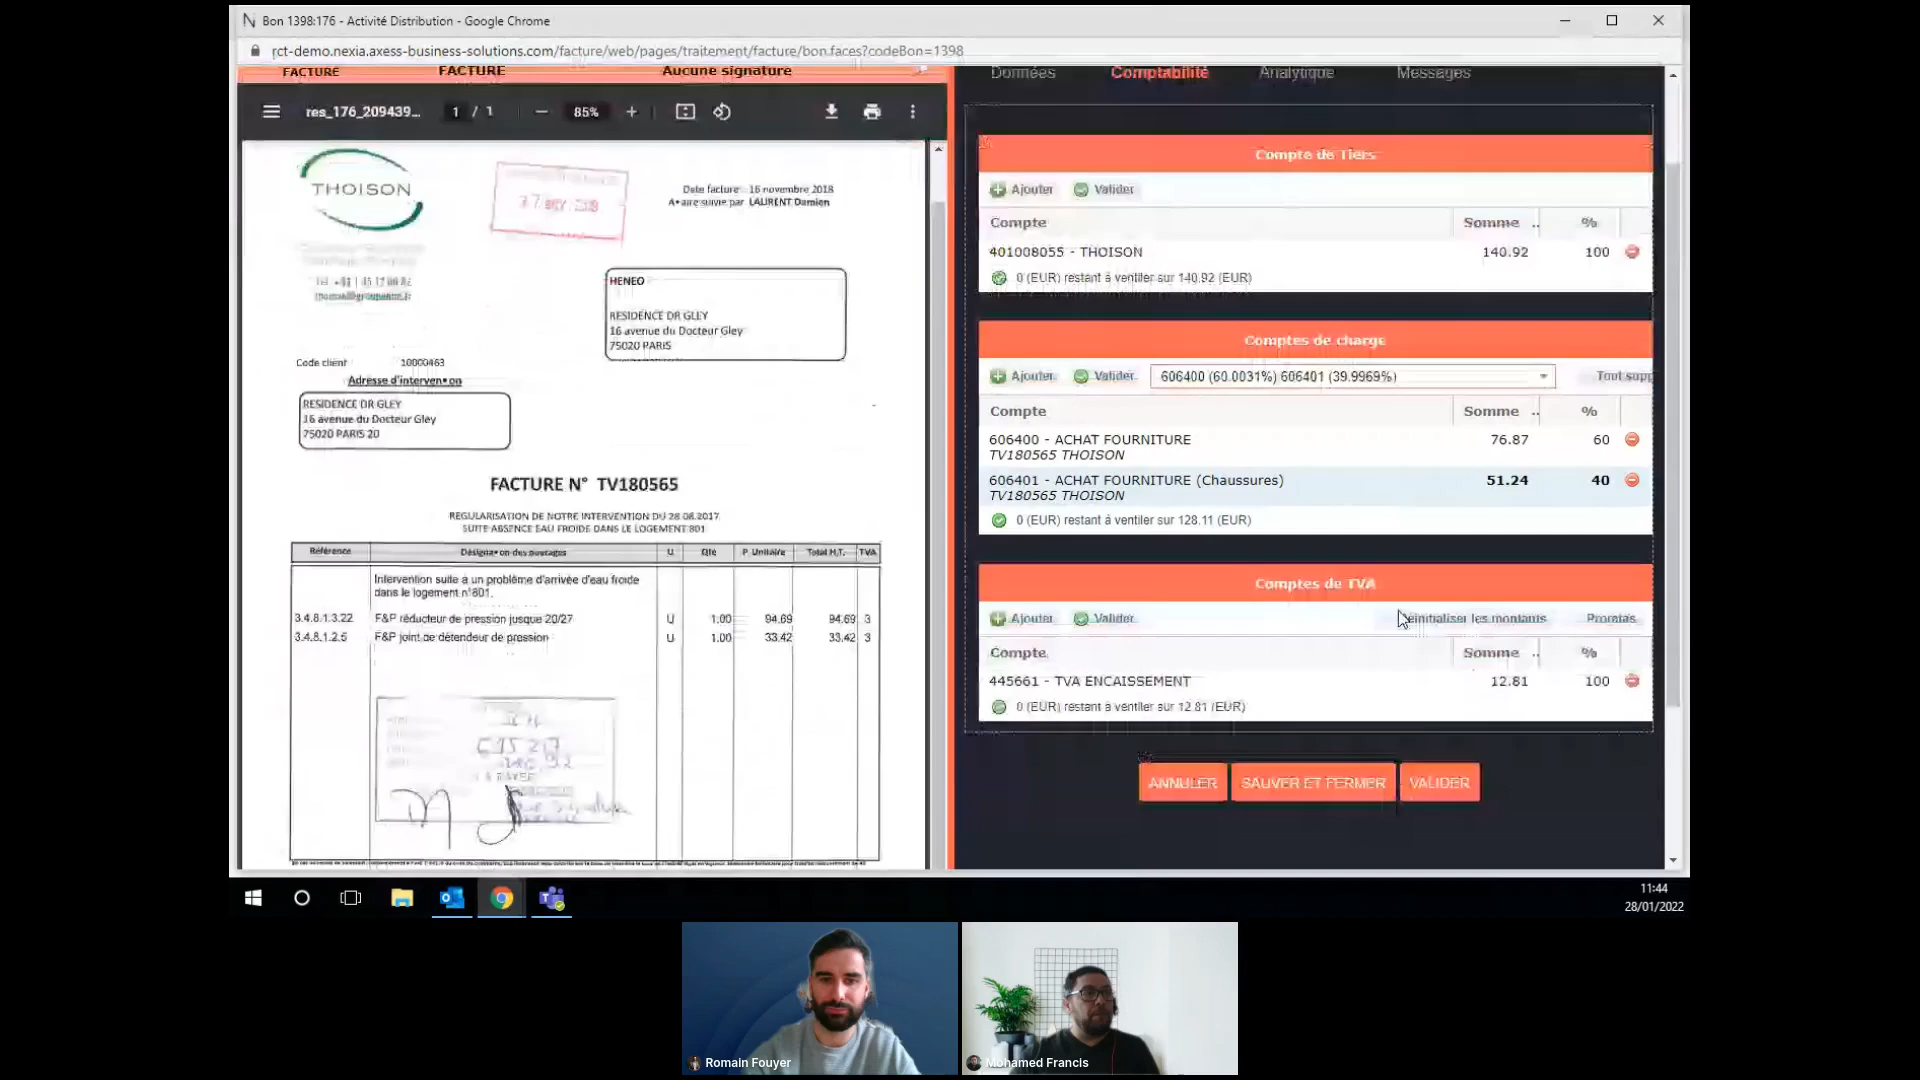 Bon 1398:176 - Activité Distribution - Google Chrome
rct-demo.nexia.axess-business-solutions.com/facture/web/pages/traitement/facture/bon.faces?codeBon=1398
FACTURE
FACTURE
Aucune signature
res_176_209439...
1 / 1
85%
THOISON
Date facture : 16 novembre 2018
A•aire suivie par LAURENT Damien
HENEO
RESIDENCE DR GLEY
16 avenue du Docteur Gley
75020 PARIS
Code client 10000463
Adresse d'interven•on
RESIDENCE DR GLEY
16 avenue du Docteur Gley
75020 PARIS 20
FACTURE N° TV180565
REGULARISATION DE NOTRE INTERVENTION DU 28.08.2017
SUITE ABSENCE EAU FROIDE DANS LE LOGEMENT 801
Référence
Désigna•on des ouvrages
U
Qte
P. Unitaire
Total H.T.
TVA
Intervention suite à un problème d'arrivée d'eau froide
dans le logement n°801.
3.4.8.1.3.22 F&P réducteur de pression jusque 20/27 U 1.00 94.69 94.69 3
3.4.8.1.2.5 F&P joint de détendeur de pression U 1.00 33.42 33.42 3
Données
Comptabilité
Analytique
Messages
Compte de Tiers
Ajouter
Valider
Compte
Somme ..
%
401008055 - THOISON
140.92
100
0 (EUR) restant à ventiler sur 140.92 (EUR)
Comptes de charge
Ajouter
Valider
606400 (60.0031%) 606401 (39.9969%)
Tout supp
Compte
Somme ..
%
606400 - ACHAT FOURNITURE
76.87
60
TV180565 THOISON
606401 - ACHAT FOURNITURE (Chaussures)
51.24
40
TV180565 THOISON
0 (EUR) restant à ventiler sur 128.11 (EUR)
Comptes de TVA
Ajouter
Valider
einitialiser les montants
Proratas
Compte
Somme ..
%
445661 - TVA ENCAISSEMENT
12.81
100
0 (EUR) restant à ventiler sur 12.81 (EUR)
ANNULER
SAUVER ET FERMER
VALIDER
11:44
28/01/2022
Romain Fouyer
Mohamed Francis